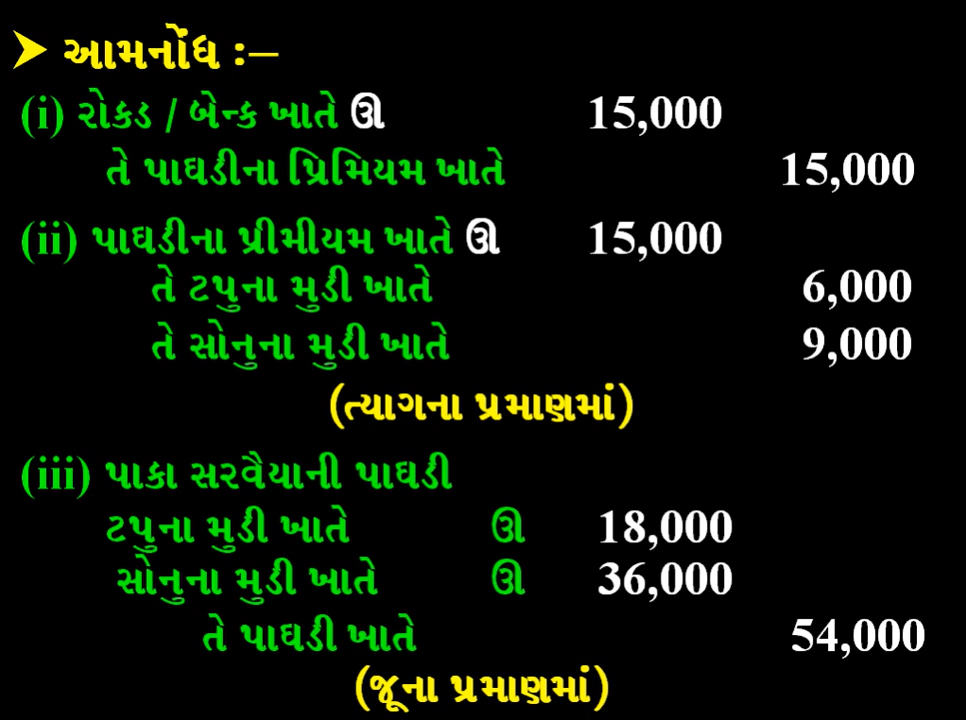 ➤ આમનોંધ :–
(i) રોકડ / બેન્ક ખાતે ઊ 15,000
તે પાઘડીના પ્રિમિયમ ખાતે 15,000
(ii) પાઘડીના પ્રીમીયમ ખાતે ઊ 15,000
તે ટપુના મુડી ખાતે 6,000
તે સોનુના મુડી ખાતે 9,000
(ત્યાગના પ્રમાણમાં)
(iii) પાકા સરવૈયાની પાઘડી
ટપુના મુડી ખાતે ઊ 18,000
સોનુના મુડી ખાતે ઊ 36,000
તે પાઘડી ખાતે 54,000
(જૂના પ્રમાણમાં)